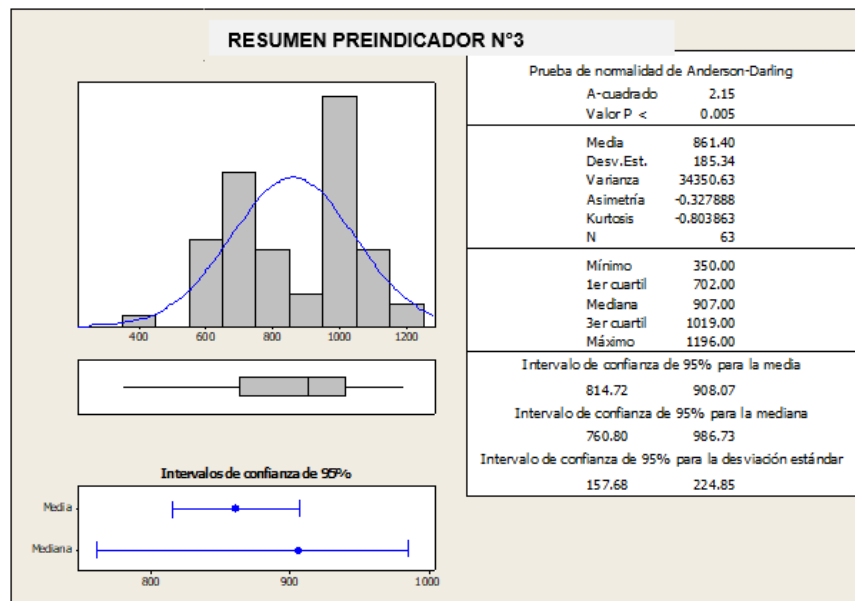 RESUMEN PREINDICADOR N°3
400 600 800 1000 1200
Intervalos de confianza de 95%
Media
Mediana
800 900 1000
Prueba de normalidad de Anderson-Darling
A-cuadrado 2.15
Valor P < 0.005
Media 861.40
Desv.Est. 185.34
Varianza 34350.63
Asimetría -0.327888
Kurtosis -0.803863
N 63
Mínimo 350.00
1er cuartil 702.00
Mediana 907.00
3er cuartil 1019.00
Máximo 1196.00
Intervalo de confianza de 95% para la media
814.72 908.07
Intervalo de confianza de 95% para la mediana
760.80 986.73
Intervalo de confianza de 95% para la desviación estándar
157.68 224.85